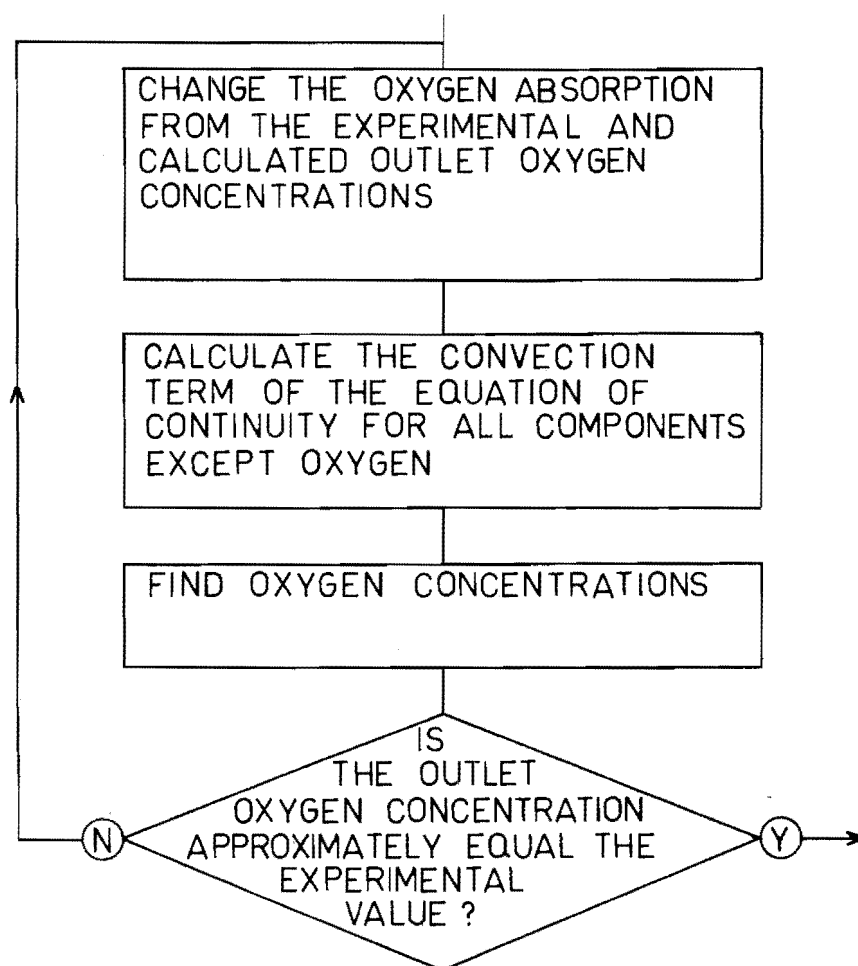 CHANGE THE OXYGEN ABSORPTION
FROM THE EXPERIMENTAL AND
CALCULATED OUTLET OXYGEN
CONCENTRATIONS
CALCULATE THE CONVECTION
TERM OF THE EQUATION OF
CONTINUITY FOR ALL COMPONENTS
EXCEPT OXYGEN
FIND OXYGEN CONCENTRATIONS
IS
THE OUTLET
OXYGEN CONCENTRATION
N APPROXIMATELY EQUAL THE Y
EXPERIMENTAL
VALUE ?